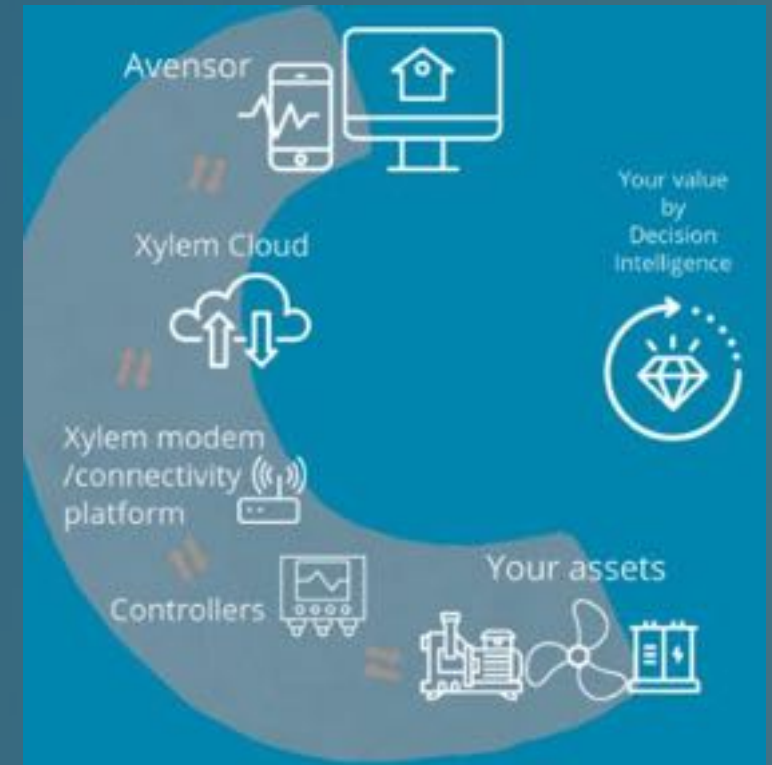 Avensor
Your value
by
Decision
Intelligence
Xylem Cloud
Xylem modem
/connectivity
platform
Your assets
Controllers